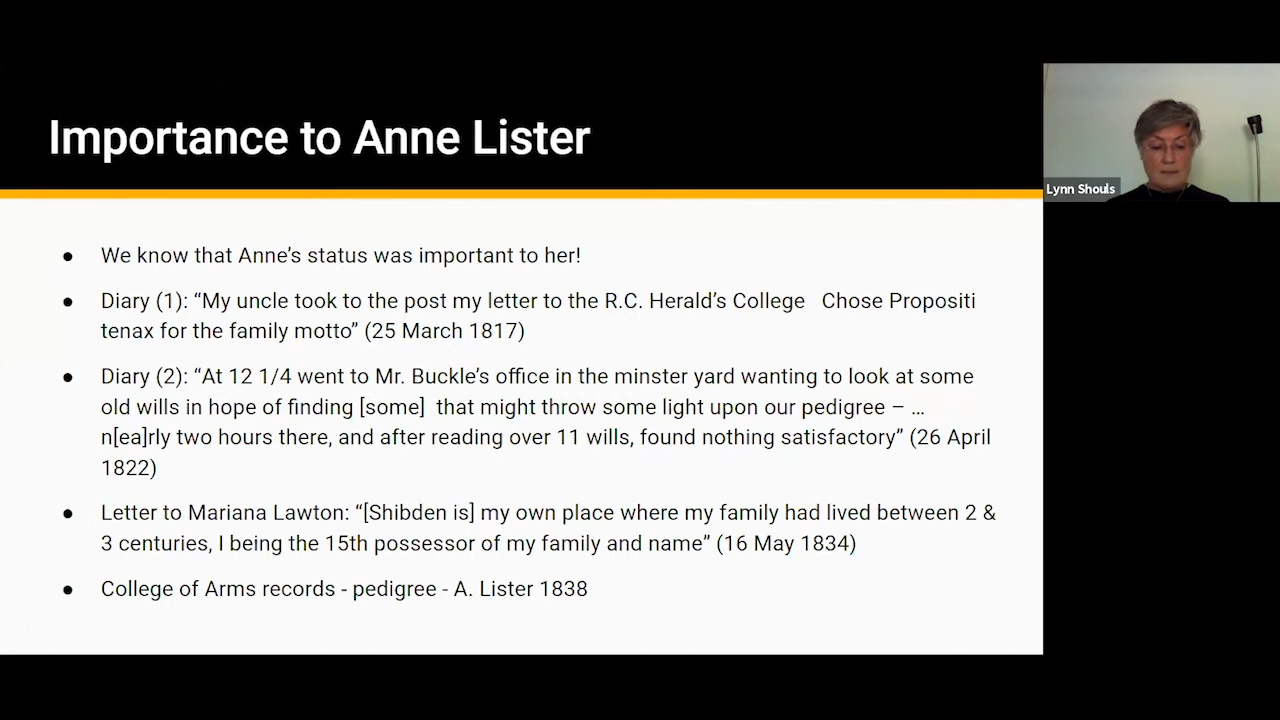 Importance to Anne Lister
Lynn Shouls
● We know that Anne’s status was important to her!
● Diary (1): “My uncle took to the post my letter to the R.C. Herald’s College Chose Propositi
tenax for the family motto” (25 March 1817)
● Diary (2): “At 12 1/4 went to Mr. Buckle’s office in the minster yard wanting to look at some
old wills in hope of finding [some] that might throw some light upon our pedigree – ...
n[ea]rly two hours there, and after reading over 11 wills, found nothing satisfactory” (26 April
1822)
● Letter to Mariana Lawton: “[Shibden is] my own place where my family had lived between 2 &
3 centuries, I being the 15th possessor of my family and name” (16 May 1834)
● College of Arms records - pedigree - A. Lister 1838